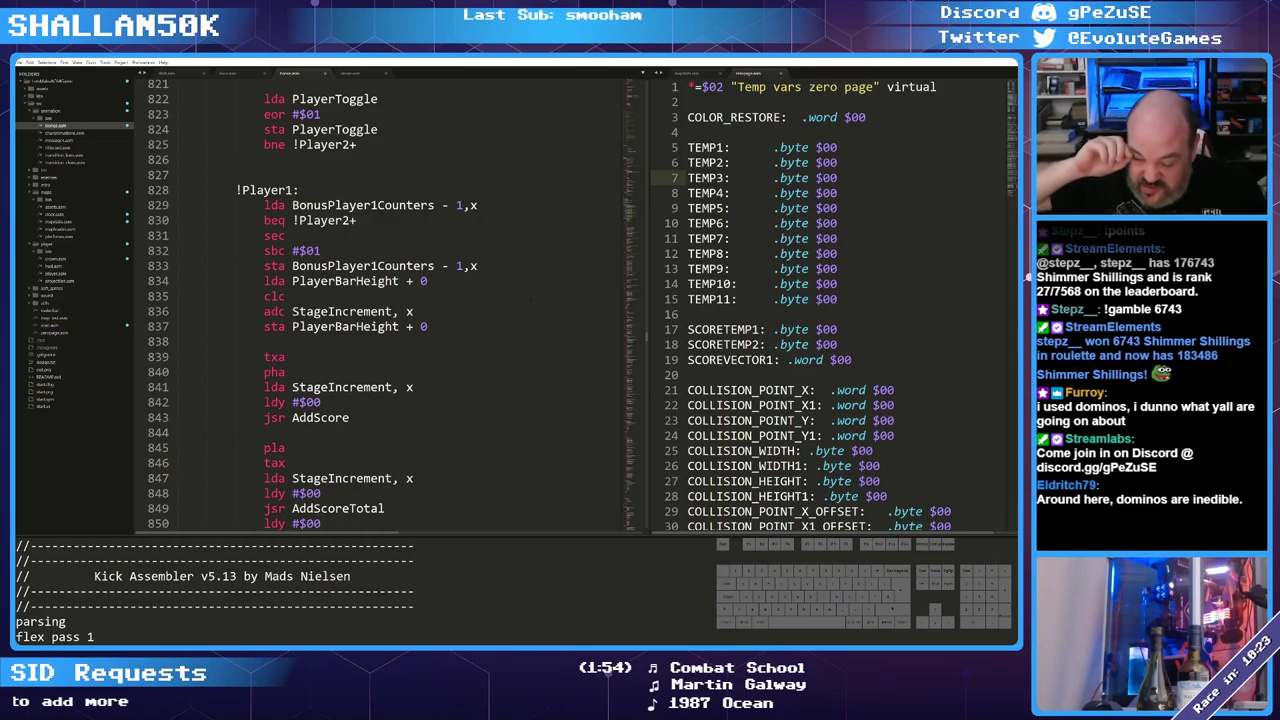 SHALLAN50K
Last Sub: smooham
Discord gPeZuSE
Twitter @EvoluteGames
FOLDERS
821
822 lda PlayerToggle
823 eor #$01
824 sta PlayerToggle
825 bne !Player2+
826
827
828 !Player1:
829 lda BonusPlayer1Counters - 1,x
830 beq !Player2+
831 sec
832 sbc #$01
833 sta BonusPlayer1Counters - 1,x
834 lda PlayerBarHeight + 0
835 clc
836 adc StageIncrement, x
837 sta PlayerBarHeight + 0
838
839 txa
840 pha
841 lda StageIncrement, x
842 ldy #$00
843 jsr AddScore
844
845 pla
846 tax
847 lda StageIncrement, x
848 ldy #$00
849 jsr AddScoreTotal
850 ldy #$00
1 *=$02 "Temp vars zero page" virtual
2
3 COLOR_RESTORE: .word $00
4
5 TEMP1: .byte $00
6 TEMP2: .byte $00
7 TEMP3: .byte $00
8 TEMP4: .byte $00
9 TEMP5: .byte $00
10 TEMP6: .byte $00
11 TEMP7: .byte $00
12 TEMP8: .byte $00
13 TEMP9: .byte $00
14 TEMP10: .byte $00
15 TEMP11: .byte $00
16
17 SCORETEMP1: .byte $00
18 SCORETEMP2: .byte $00
19 SCOREVECTOR1: .word $00
20
21 COLLISION_POINT_X: .word $00
22 COLLISION_POINT_X1: .word $00
23 COLLISION_POINT_Y: .word $00
24 COLLISION_POINT_Y1: .word $00
25 COLLISION_WIDTH: .byte $00
26 COLLISION_WIDTH1: .byte $00
27 COLLISION_HEIGHT: .byte $00
28 COLLISION_HEIGHT1: .byte $00
29 COLLISION_POINT_X_OFFSET: .byte $00
30 COLLISION_POINT_X1_OFFSET: .byte $00
//------------------------------------------------------
//------------------------------------------------------
// Kick Assembler v5.13 by Mads Nielsen
//------------------------------------------------------
//------------------------------------------------------
parsing
flex pass 1
Stepz__: !points
StreamElements:
@stepz__, stepz__ has 176743
Shimmer Shillings and is rank
27/7568 on the leaderboard.
Stepz__: !gamble 6743
StreamElements:
stepz__ won 6743 Shimmer Shillings
in roulette and now has 183486
Shimmer Shillings!
Furroy:
i used dominos, i dunno what yall are
going on about
Streamlabs:
Come join in on Discord @
discord.gg/gPeZuSE
Eldritch79:
Around here, dominos are inedible.
Race in: 10:23
SID Requests
to add more
(1:54) Combat School
Martin Galway
1987 Ocean